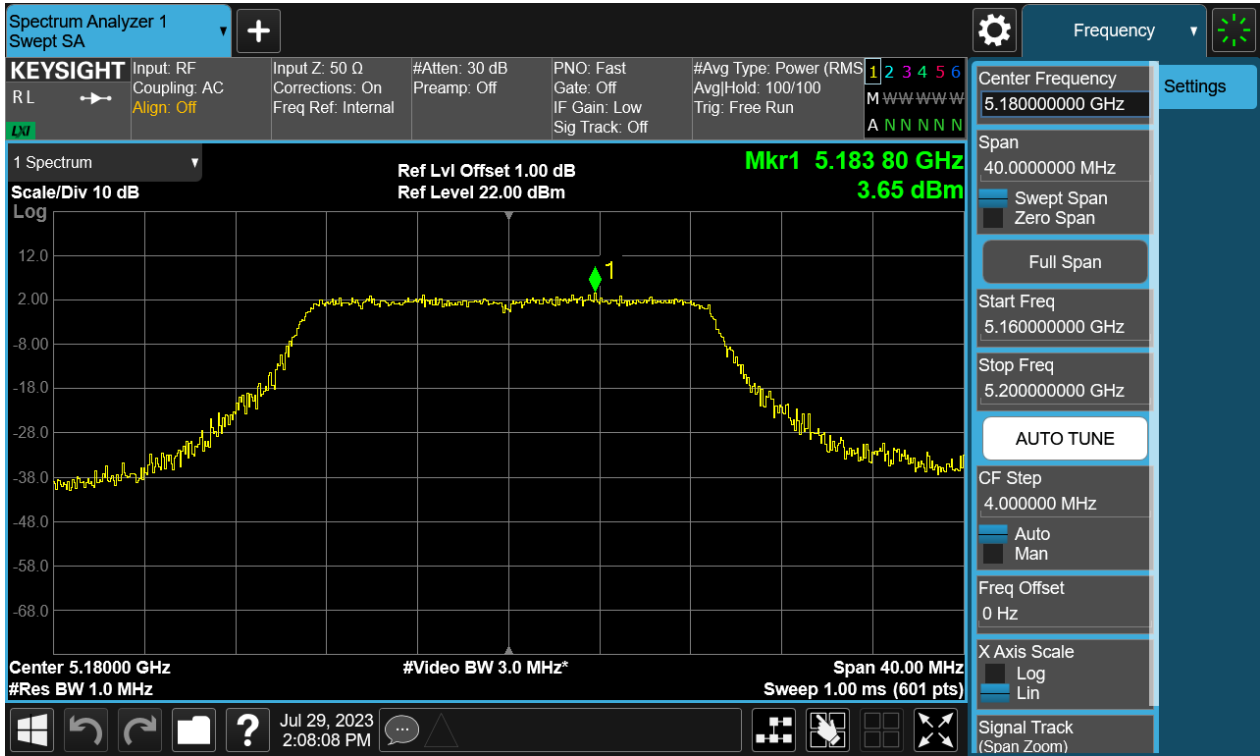 Spectrum Analyzer 1
Swept SA
+
Frequency
KEYSIGHT
RL
LXI
Input: RF
Coupling: AC
Align: Off
Input Z: 50 Ω
Corrections: On
Freq Ref: Internal
#Atten: 30 dB
Preamp: Off
PNO: Fast
Gate: Off
IF Gain: Low
Sig Track: Off
#Avg Type: Power (RMS
Avg|Hold: 100/100
Trig: Free Run
1 2 3 4 5 6
M W W W W W
A N N N N N
1 Spectrum
Scale/Div 10 dB
Ref Lvl Offset 1.00 dB
Ref Level 22.00 dBm
Mkr1 5.183 80 GHz
3.65 dBm
Log
12.0
2.00
-8.00
-18.0
-28.0
-38.0
-48.0
-58.0
-68.0
1
Center 5.18000 GHz
#Res BW 1.0 MHz
#Video BW 3.0 MHz*
Span 40.00 MHz
Sweep 1.00 ms (601 pts)
Center Frequency
5.180000000 GHz
Span
40.0000000 MHz
Swept Span
Zero Span
Full Span
Start Freq
5.160000000 GHz
Stop Freq
5.200000000 GHz
AUTO TUNE
CF Step
4.000000 MHz
Auto
Man
Freq Offset
0 Hz
X Axis Scale
Log
Lin
Signal Track
(Span Zoom)
Settings
?
Jul 29, 2023
2:08:08 PM